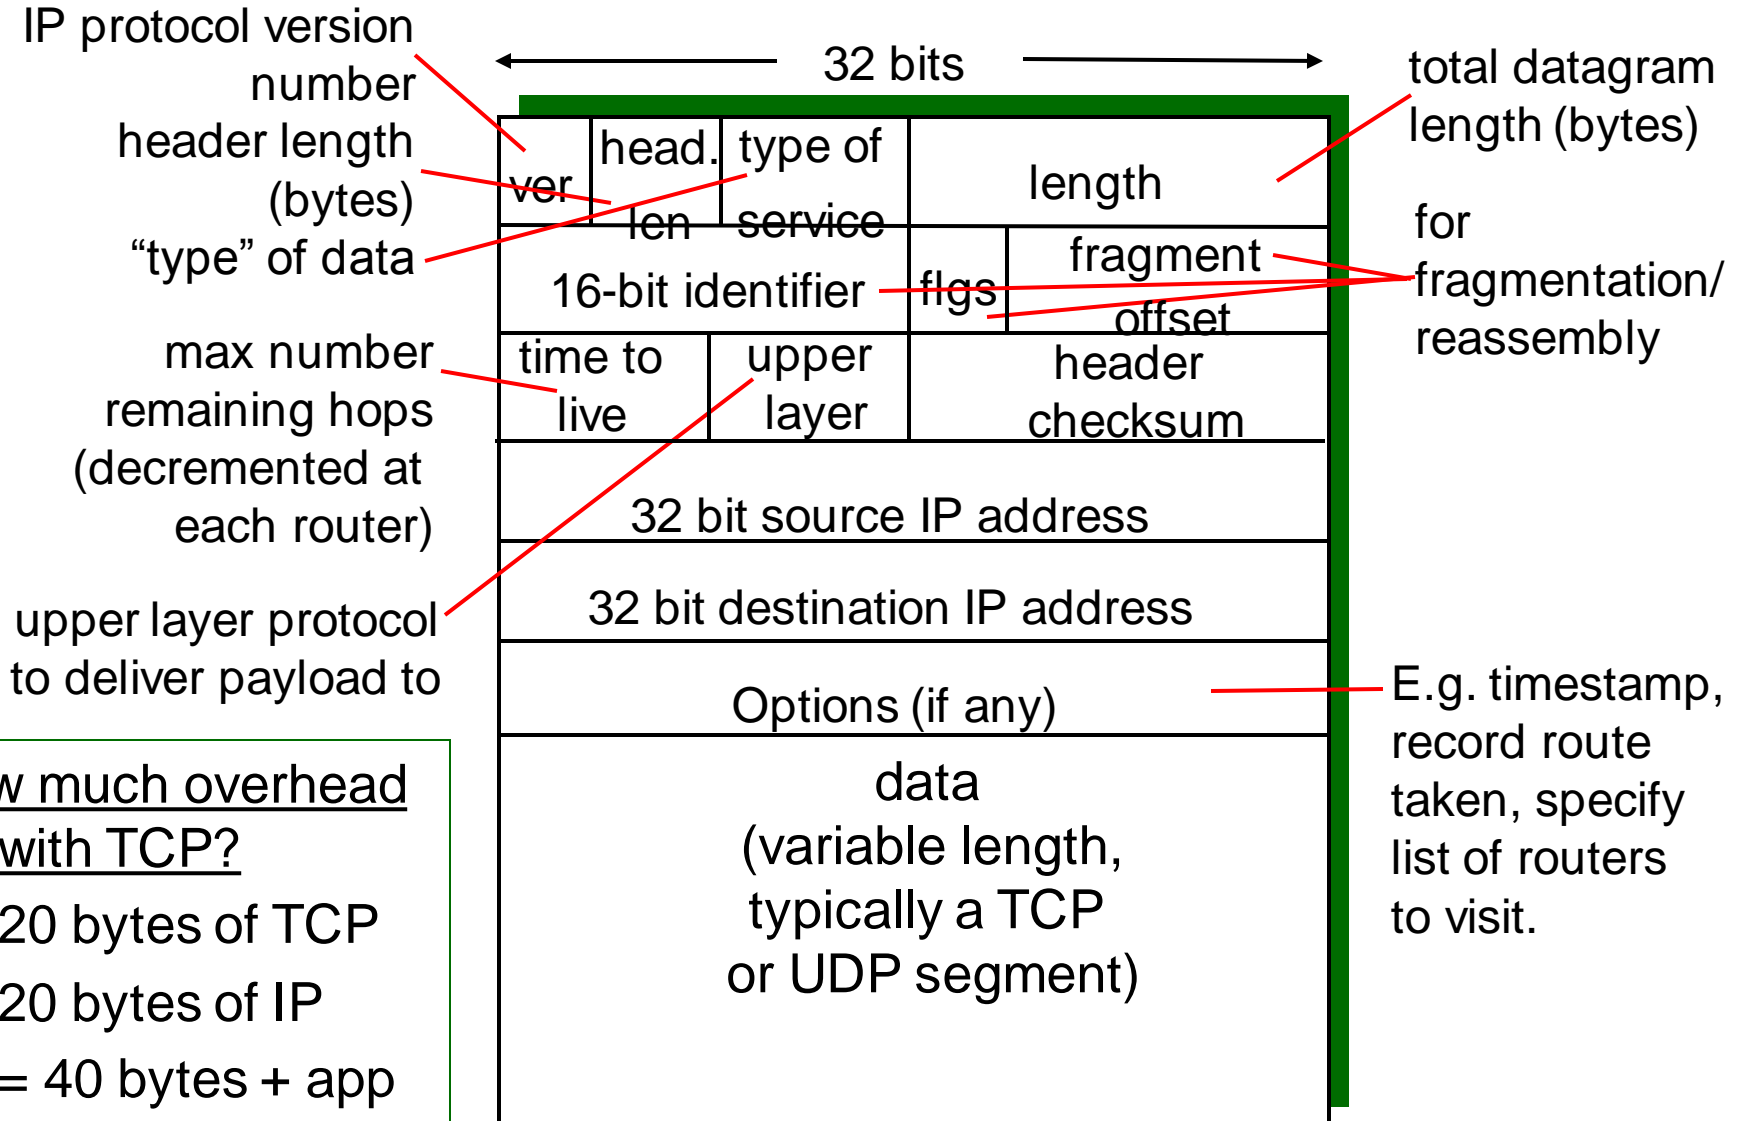 IP protocol version
number
header length
(bytes)
“type” of data
max number
remaining hops
(decremented at
each router)
upper layer protocol
to deliver payload to
w much overhead
with TCP?
20 bytes of TCP
20 bytes of IP
= 40 bytes + app
32 bits
ver
head.
len
type of
service
length
16-bit identifier
flgs
fragment
offset
time to
live
upper
layer
header
checksum
32 bit source IP address
32 bit destination IP address
Options (if any)
data
(variable length,
typically a TCP
or UDP segment)
total datagram
length (bytes)
for
fragmentation/
reassembly
E.g. timestamp,
record route
taken, specify
list of routers
to visit.